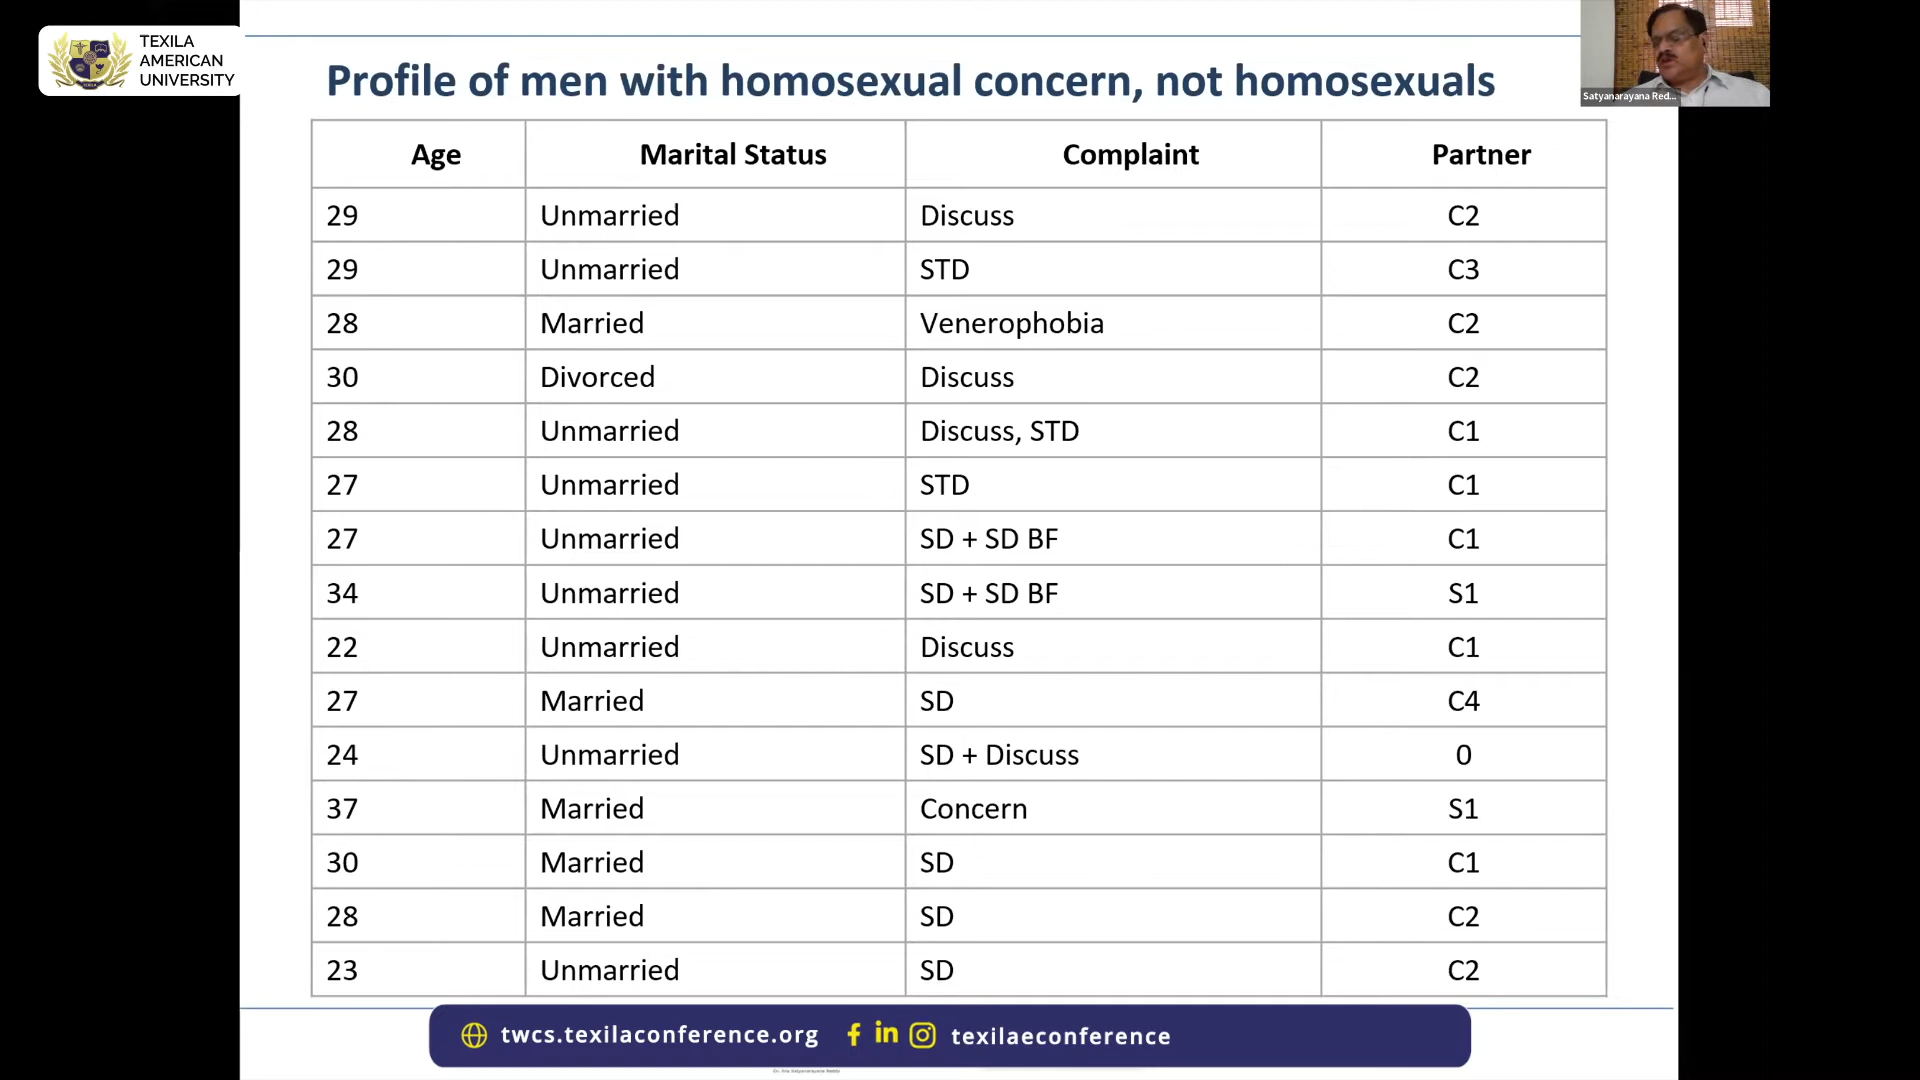 TEXILA
AMERICAN
UNIVERSITY
Profile of men with homosexual concern, not homosexuals
Satyanarayana Red...
Age Marital Status Complaint Partner
29 Unmarried Discuss C2
29 Unmarried STD C3
28 Married Venerophobia C2
30 Divorced Discuss C2
28 Unmarried Discuss, STD C1
27 Unmarried STD C1
27 Unmarried SD + SD BF C1
34 Unmarried SD + SD BF S1
22 Unmarried Discuss C1
27 Married SD C4
24 Unmarried SD + Discuss 0
37 Married Concern S1
30 Married SD C1
28 Married SD C2
23 Unmarried SD C2
twcs.texilaconference.org texilaeconference